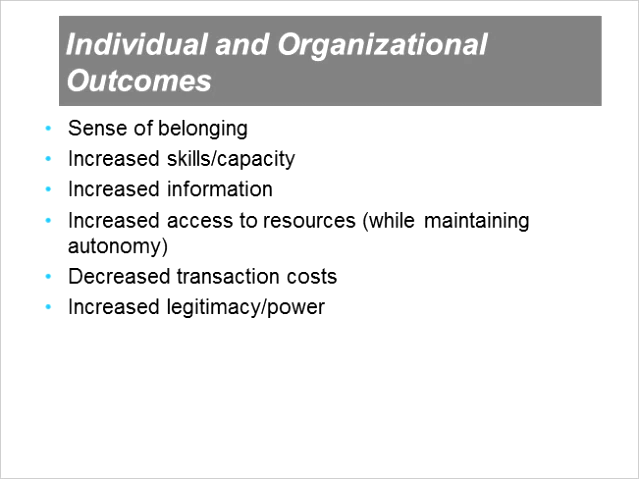 Individual and Organizational
Outcomes
• Sense of belonging
• Increased skills/capacity
• Increased information
• Increased access to resources (while maintaining
autonomy)
• Decreased transaction costs
• Increased legitimacy/power